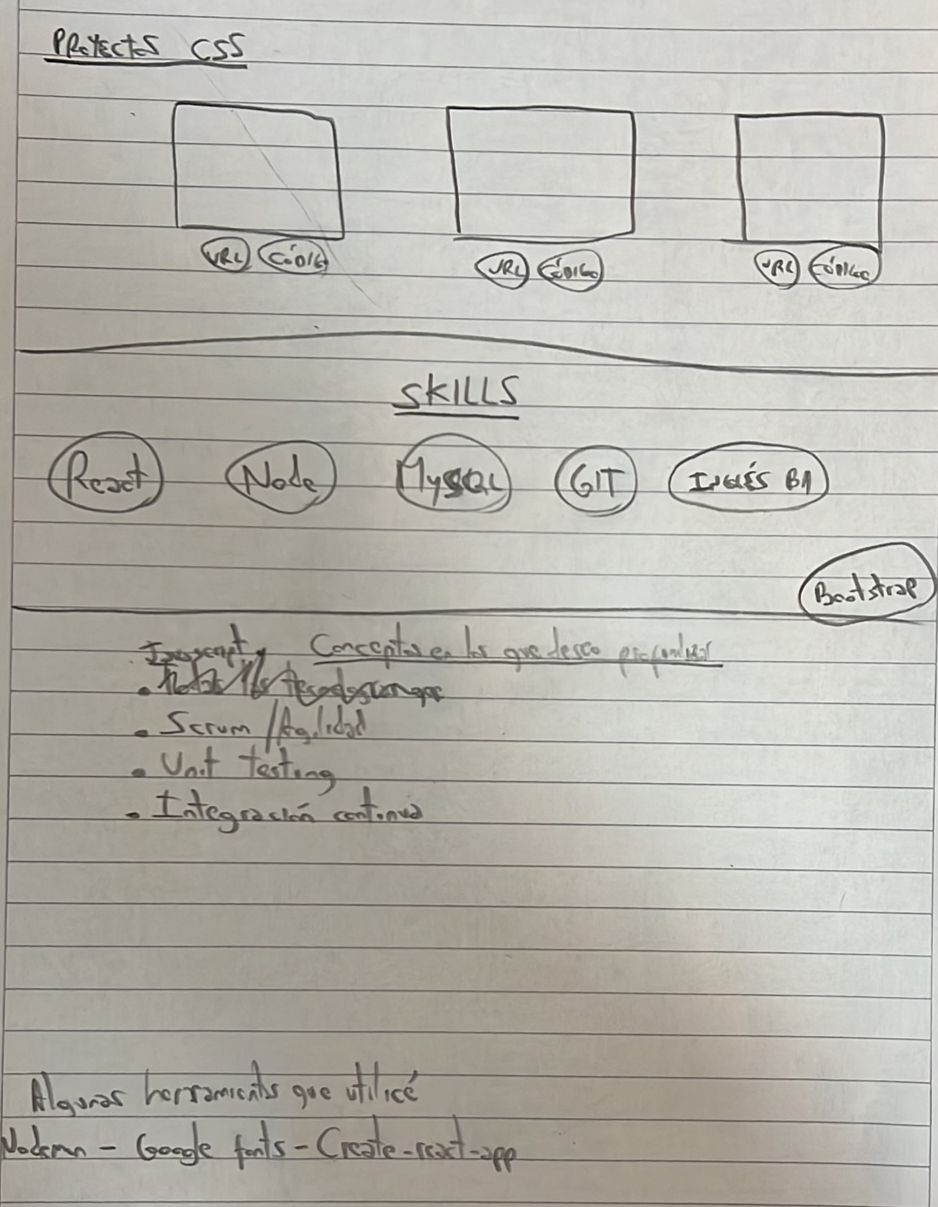 PROYECTOS CSS
URL CÓDIGO URL CÓDIGO URL CÓDIGO
SKILLS
React Node MySQL GIT INGLÉS B1
Bootstrap
Conceptos en los que deseo profundizar
• Scrum / Agilidad
• Unit testing
• Integración continua
Algunas herramientas que utilicé
Nodemon - Google fonts - Create-react-app